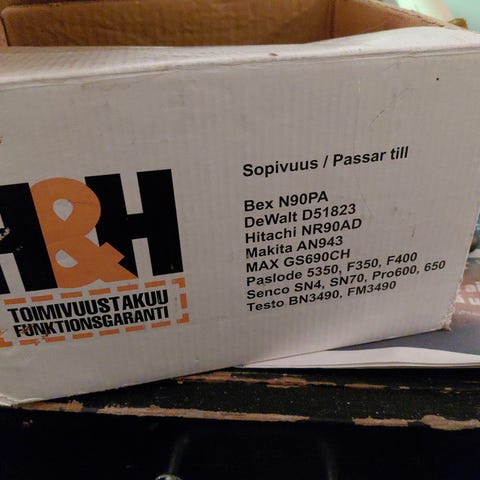 H&H
TOIMIVUUSTAKUU
FUNKTIONSGARANTI
Sopivuus / Passar till
Bex N90PA
DeWalt D51823
Hitachi NR90AD
Makita AN943
MAX GS690CH
Paslode 5350, F350, F400
Senco SN4, SN70, Pro600, 650
Testo BN3490, FM3490